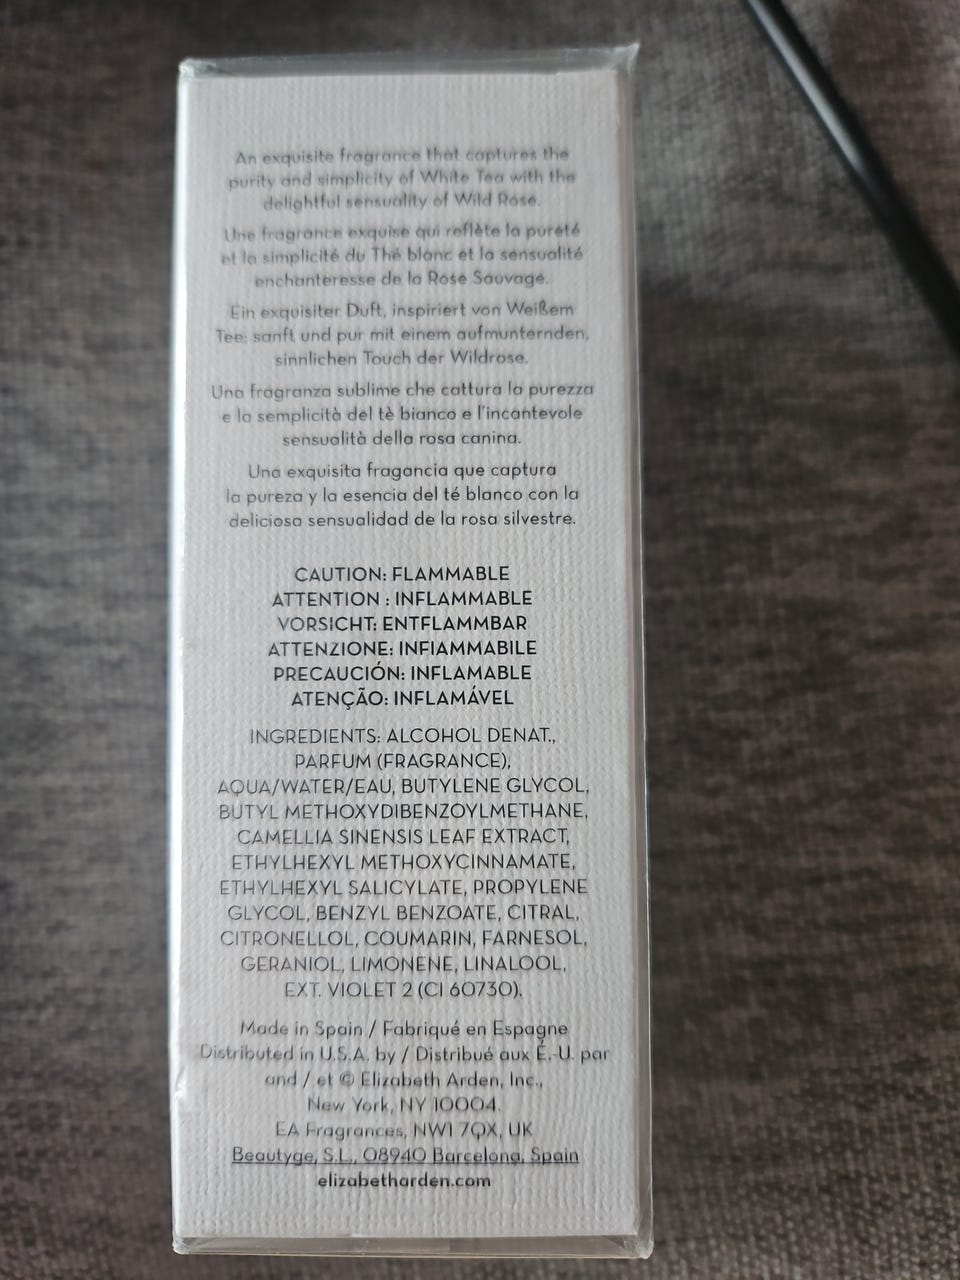 An exquisite fragrance that captures the
purity and simplicity of White Tea with the
delightful sensuality of Wild Rose.
Une fragrance exquise qui reflète la pureté
et la simplicité du Thé blanc et la sensualité
enchanteresse de la Rose Sauvage.
Ein exquisiter Duft, inspiriert von Weißem
Tee: sanft und pur mit einem aufmunternden,
sinnlichen Touch der Wildrose.
Una fragranza sublime che cattura la purezza
e la semplicità del tè bianco e l'incantevole
sensualità della rosa canina.
Una exquisita fragancia que captura
la pureza y la esencia del té blanco con la
deliciosa sensualidad de la rosa silvestre.
CAUTION: FLAMMABLE
ATTENTION : INFLAMMABLE
VORSICHT: ENTFLAMMBAR
ATTENZIONE: INFIAMMABILE
PRECAUCIÓN: INFLAMABLE
ATENÇÃO: INFLAMÁVEL
INGREDIENTS: ALCOHOL DENAT.,
PARFUM (FRAGRANCE),
AQUA/WATER/EAU, BUTYLENE GLYCOL,
BUTYL METHOXYDIBENZOYLMETHANE,
CAMELLIA SINENSIS LEAF EXTRACT,
ETHYLHEXYL METHOXYCINNAMATE,
ETHYLHEXYL SALICYLATE, PROPYLENE
GLYCOL, BENZYL BENZOATE, CITRAL,
CITRONELLOL, COUMARIN, FARNESOL,
GERANIOL, LIMONENE, LINALOOL,
EXT. VIOLET 2 (CI 60730).
Made in Spain / Fabriqué en Espagne
Distributed in U.S.A. by / Distribué aux É.-U. par
and / et © Elizabeth Arden, Inc.,
New York, NY 10004.
EA Fragrances, NW1 7QX, UK
Beautyge, S.L., 08940 Barcelona, Spain
elizabetharden.com